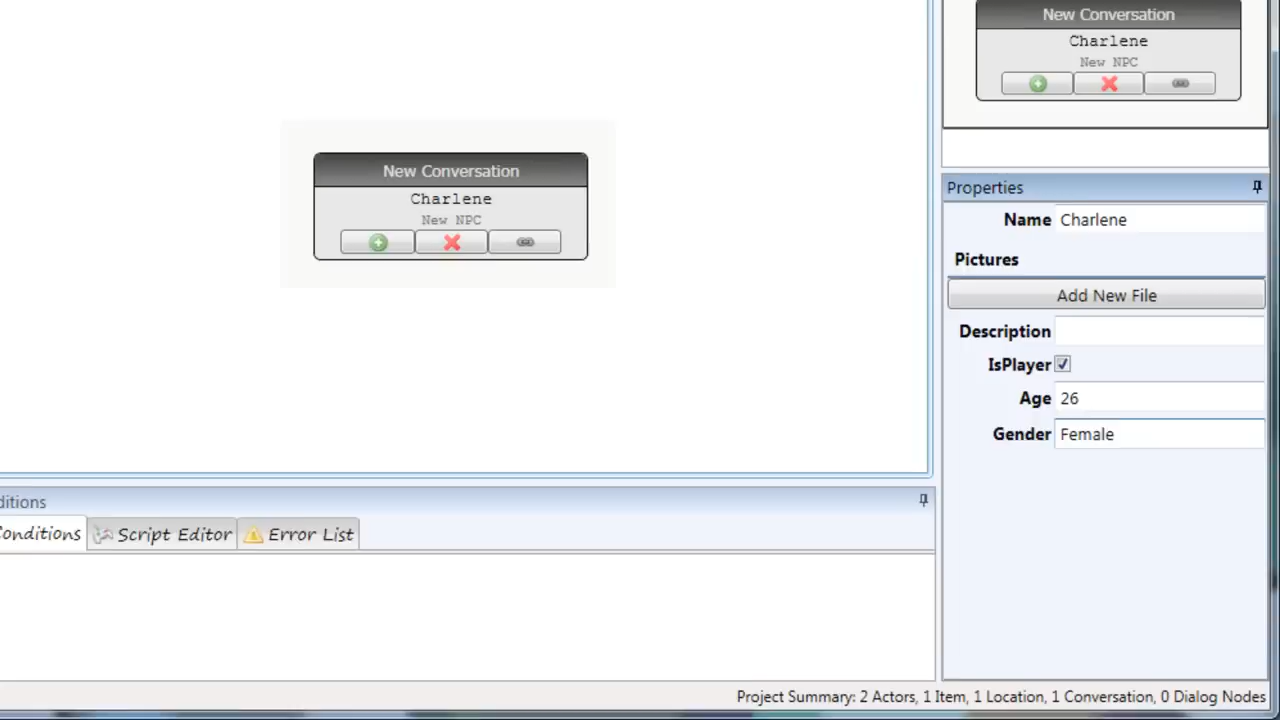 New Conversation
Charlene
New NPC
New Conversation
Charlene
New NPC
Properties
Name Charlene
Pictures
Add New File
Description
IsPlayer
Age 26
Gender Female
ditions
Conditions Script Editor Error List
Project Summary: 2 Actors, 1 Item, 1 Location, 1 Conversation, 0 Dialog Nodes